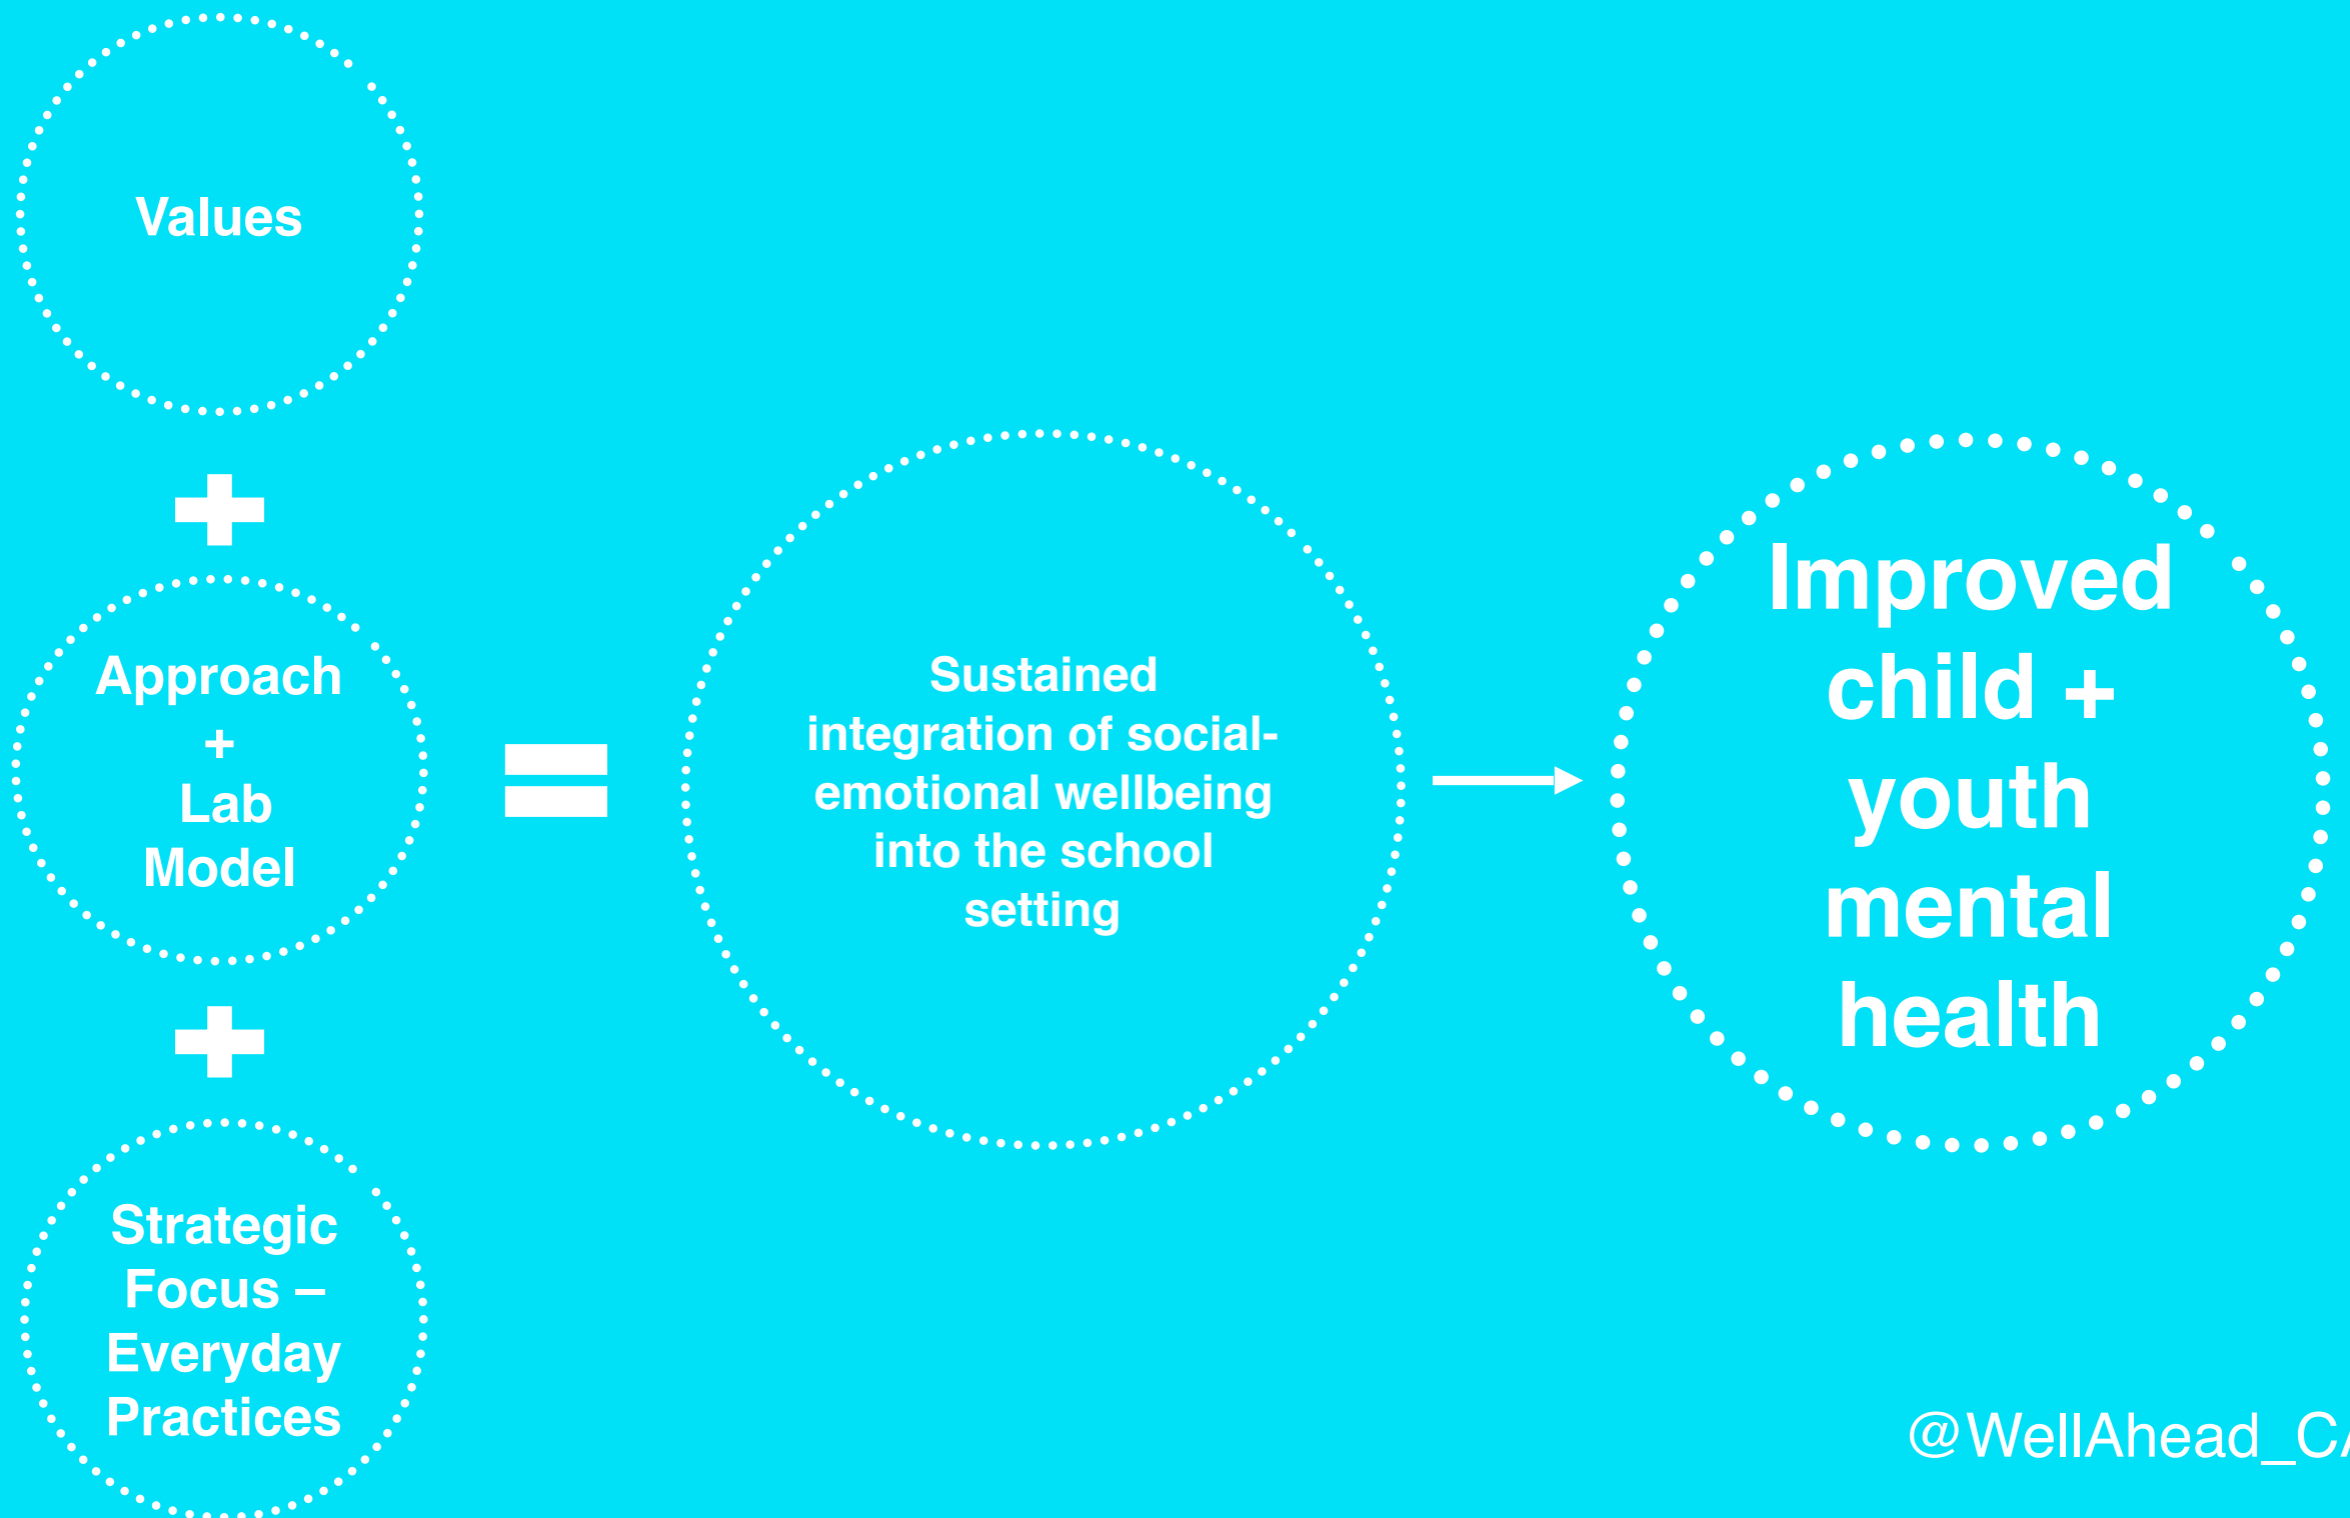 Values
Approach
+
Lab
Model
Strategic
Focus –
Everyday
Practices
Sustained
integration of social-
emotional wellbeing
into the school
setting
Improved
child +
youth
mental
health
@WellAhead_CA